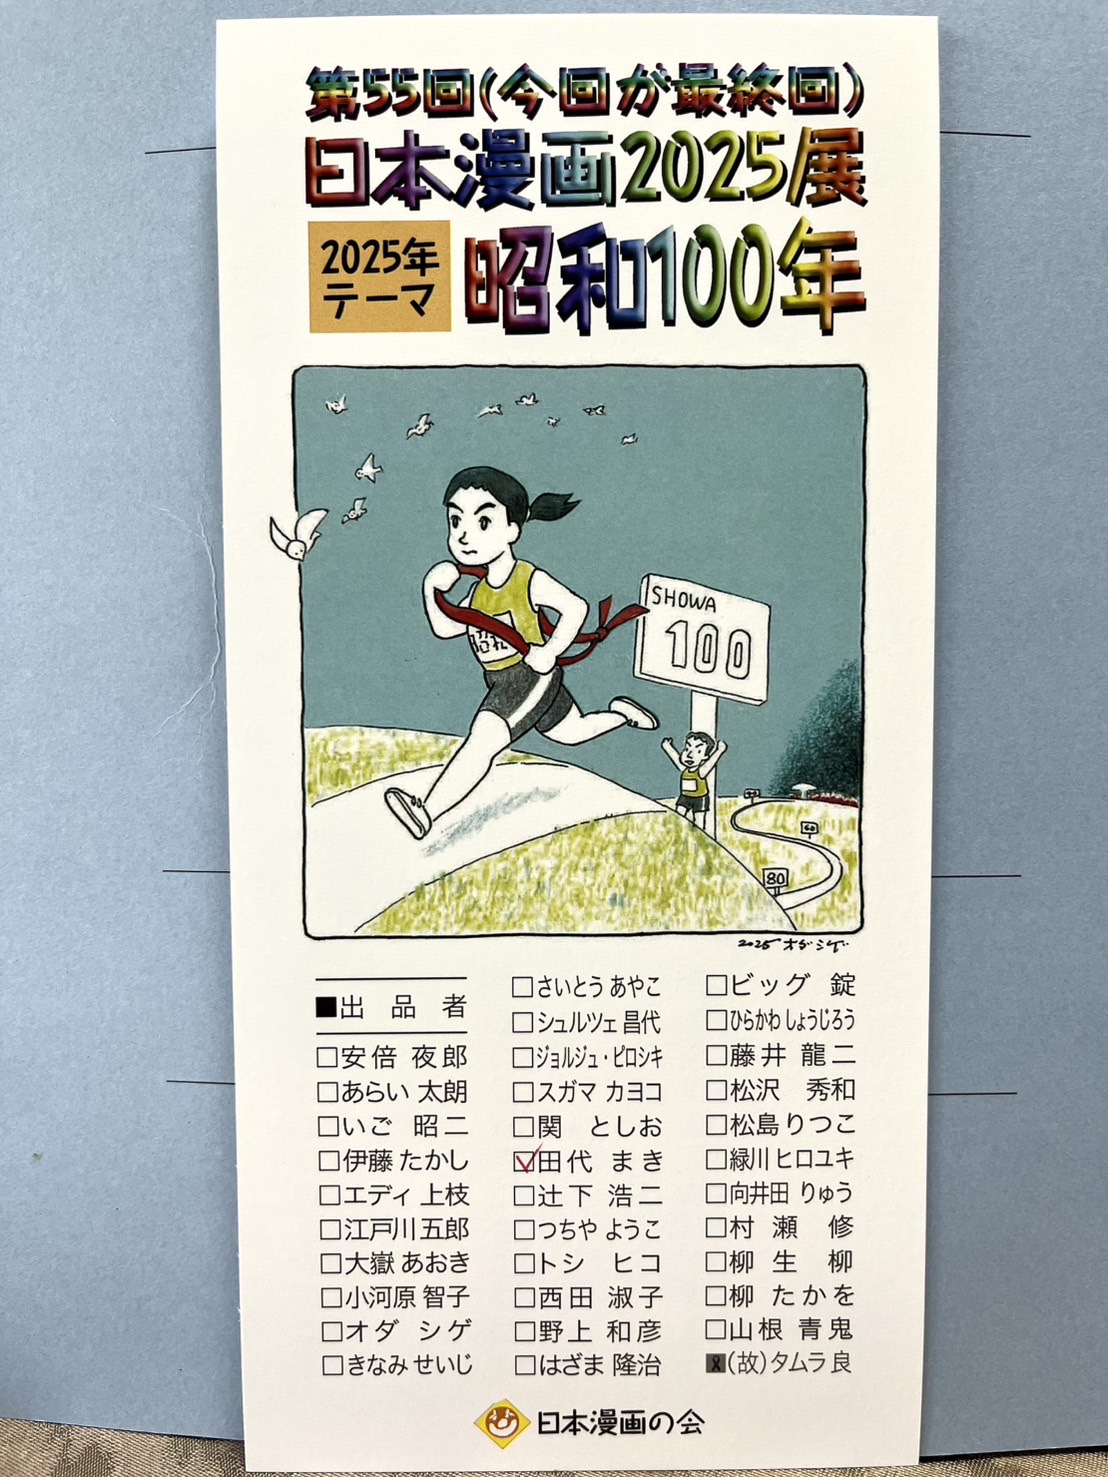 第55回(今回が最終回)
日本漫画2025展
2025年
テーマ
昭和100年
SHOWA
100
昭和
80
60
2025 オダシゲ
■出品者
□安倍 夜郎
□あらい 太朗
□いご 昭二
□伊藤 たかし
□エディ 上枝
□江戸川五郎
□大嶽 あおき
□小河原 智子
□オダ シゲ
□きなみ せいじ
□さいとう あやこ
□シュルツェ 昌代
□ジョルジュ・ピロシキ
□スガマ カヨコ
□関 としお
☑田代 まき
□辻下 浩二
□つちや ようこ
□トシ ヒコ
□西田 淑子
□野上 和彦
□はざま 隆治
□ビッグ 錠
□ひらかわ しょうじろう
□藤井 龍二
□松沢 秀和
□松島りつこ
□緑川 ヒロユキ
□向井田 りゅう
□村瀬 修
□柳生 柳
□柳 たかを
□山根 青鬼
(故)タムラ 良
日本漫画の会